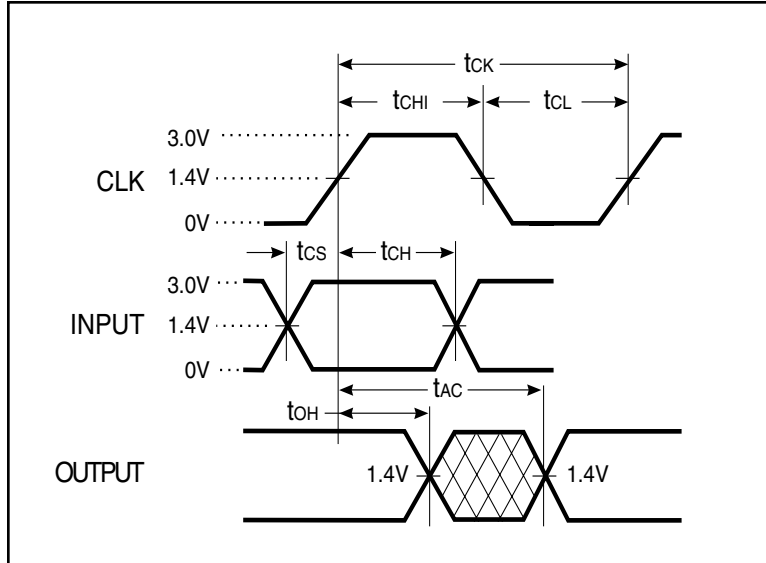 tCK
tCHI
tCL
3.0V
CLK 1.4V
0V
tCS
tCH
3.0V
INPUT 1.4V
0V
tAC
tOH
OUTPUT 1.4V 1.4V